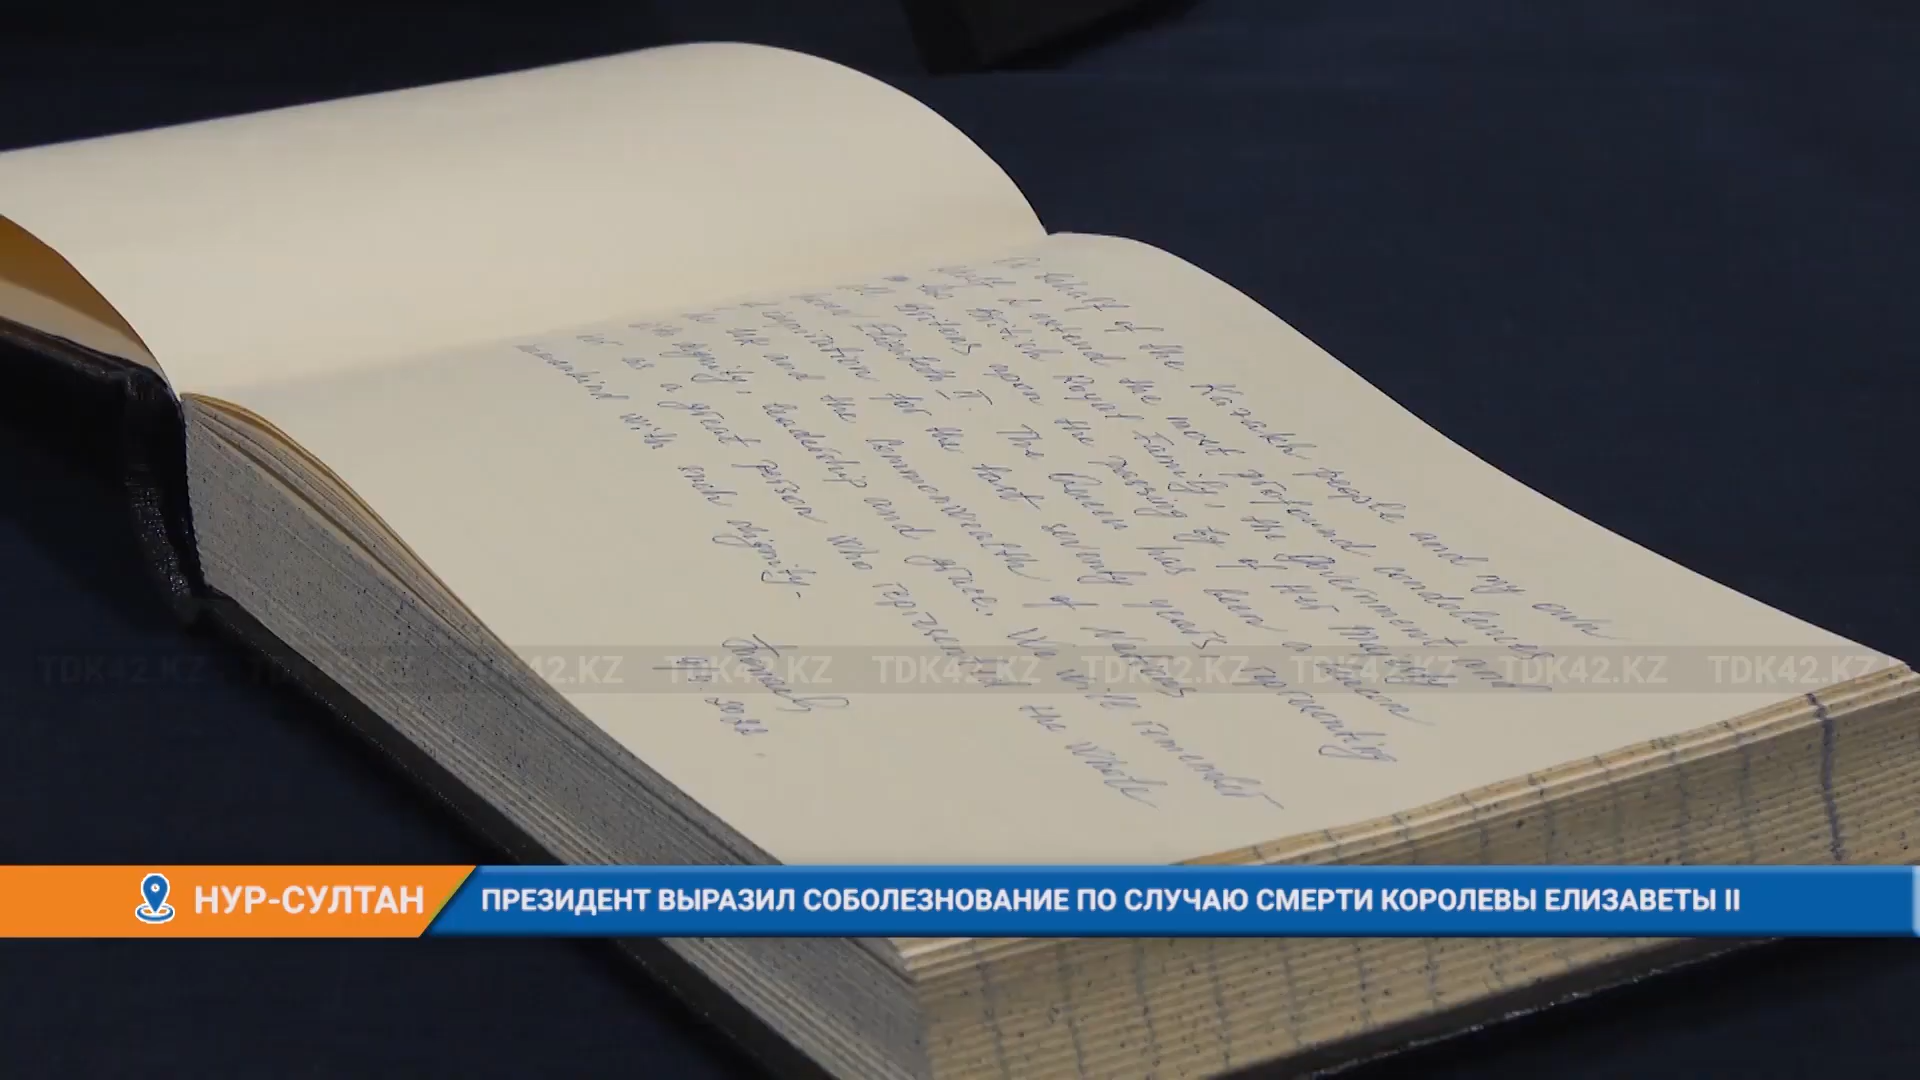 On behalf of the Kazakh people and my own
I extend the most profound condolences
to the British Royal Family, the Government and
all Britons upon the passing by of Her Majesty
Queen Elizabeth II. The Queen has been a
inspiration for the last seventy years representing
the UK and the Commonwealth of Nations
with dignity, leadership and grace. We will remember
her as a great person who represented the whole
humankind with such dignity.
TDK42.KZ TDK42.KZ TDK42.KZ TDK42.KZ TDK42.KZ TDK42.KZ TDK42.KZ TDK42.KZ TDK42.KZ
НУР-СУЛТАН ПРЕЗИДЕНТ ВЫРАЗИЛ СОБОЛЕЗНОВАНИЕ ПО СЛУЧАЮ СМЕРТИ КОРОЛЕВЫ ЕЛИЗАВЕТЫ II